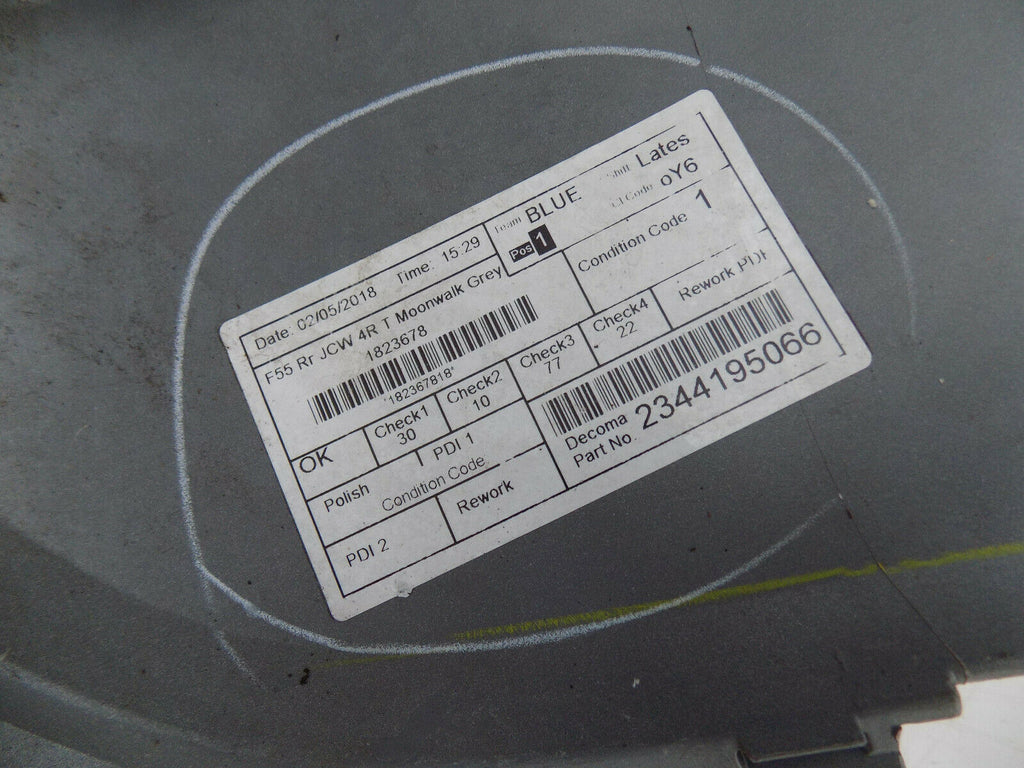 Date: 02/05/2018 Time: 15:29
Team BLUE Shift Lates
Pos 1 oY6
F55 Rr JCW 4R T Moonwalk Grey
1823678
*182367818*
Condition Code 1
OK
Check1 30
Check2 10
Check3 77
Check4 22
Rework
Polish
PDI 1
Condition Code
PDI 2
Rework
Decoma
Part No. 2344195066